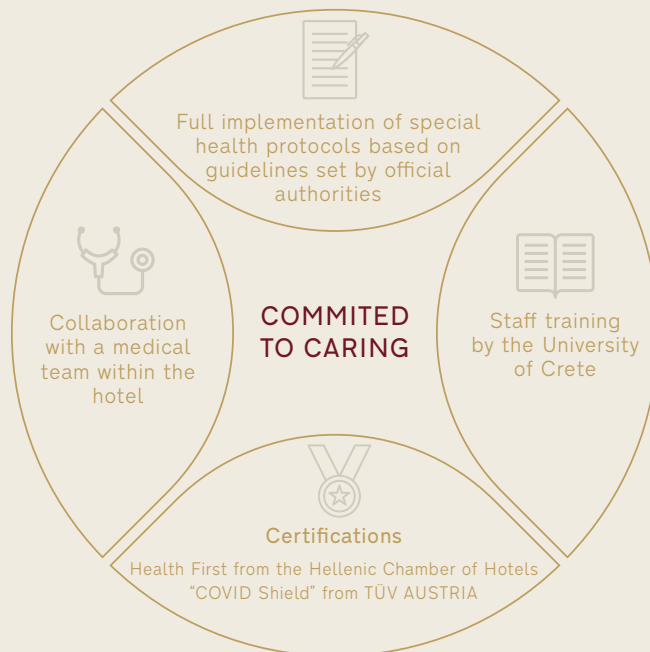 Full implementation of special
health protocols based on
guidelines set by official
authorities
Collaboration
with a medical
team within the
hotel
COMMITED
TO CARING
Staff training
by the University
of Crete
Certifications
Health First from the Hellenic Chamber of Hotels
“COVID Shield” from TÜV AUSTRIA